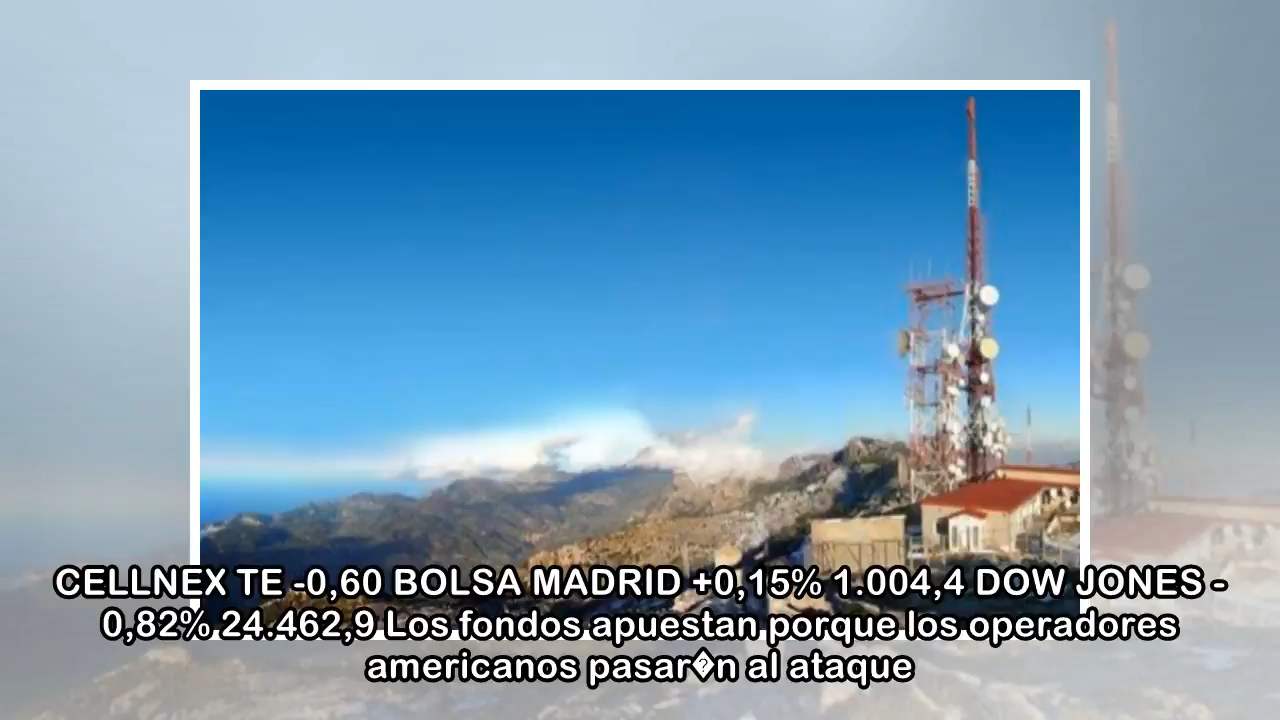 CELLNEX TE -0,60 BOLSA MADRID +0,15% 1.004,4 DOW JONES -
0,82% 24.462,9 Los fondos apuestan porque los operadores
americanos pasar�n al ataque